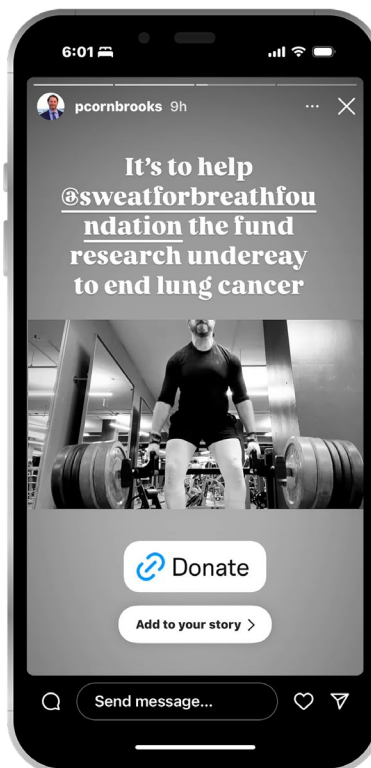 6:01
pcornbrooks 9h
It's to help
@sweatforbreathfou
ndation the fund
research undereay
to end lung cancer
Donate
Add to your story >
Send message...